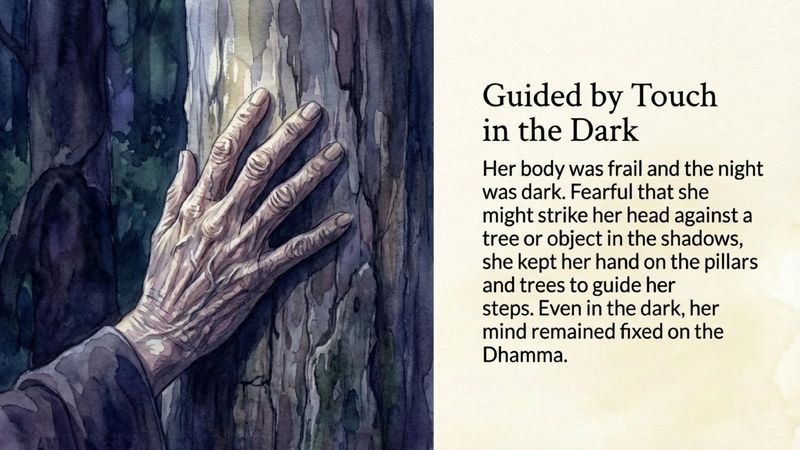 Guided by Touch
in the Dark
Her body was frail and the night
was dark. Fearful that she
might strike her head against a
tree or object in the shadows,
she kept her hand on the pillars
and trees to guide her
steps. Even in the dark, her
mind remained fixed on the
Dhamma.